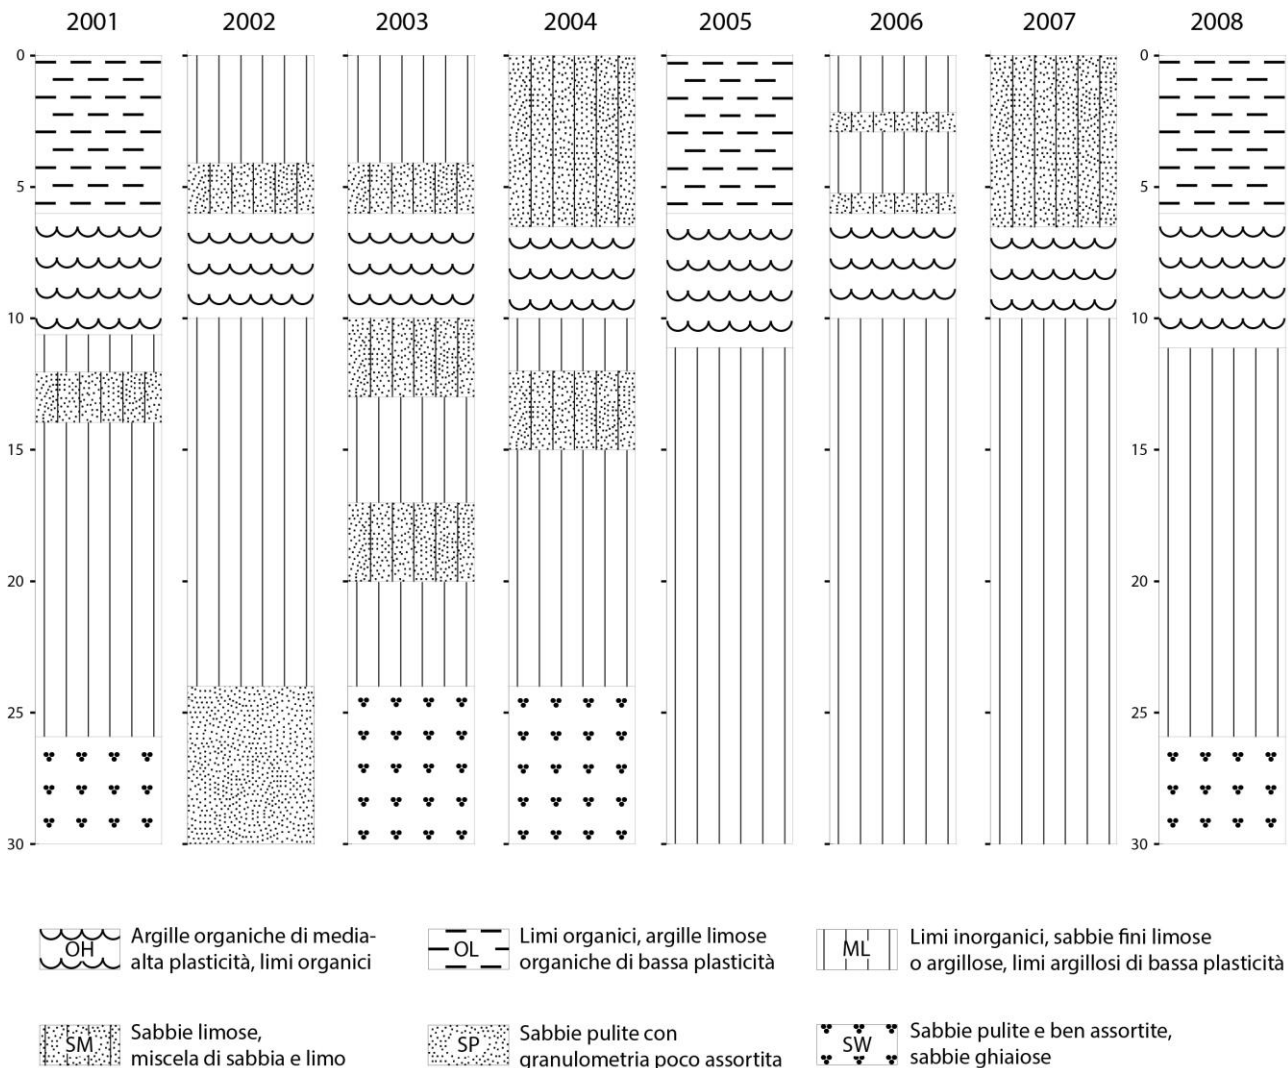 2001 2002 2003 2004 2005 2006 2007 2008
0 0
5 5
10 10
15 15
20 20
25 25
30 30
OH Argille organiche di media-
alta plasticità, limi organici
OL Limi organici, argille limose
organiche di bassa plasticità
ML Limi inorganici, sabbie fini limose
o argillose, limi argillosi di bassa plasticità
SM Sabbie limose,
miscela di sabbia e limo
SP Sabbie pulite con
granulometria poco assortita
SW Sabbie pulite e ben assortite,
sabbie ghiaiose